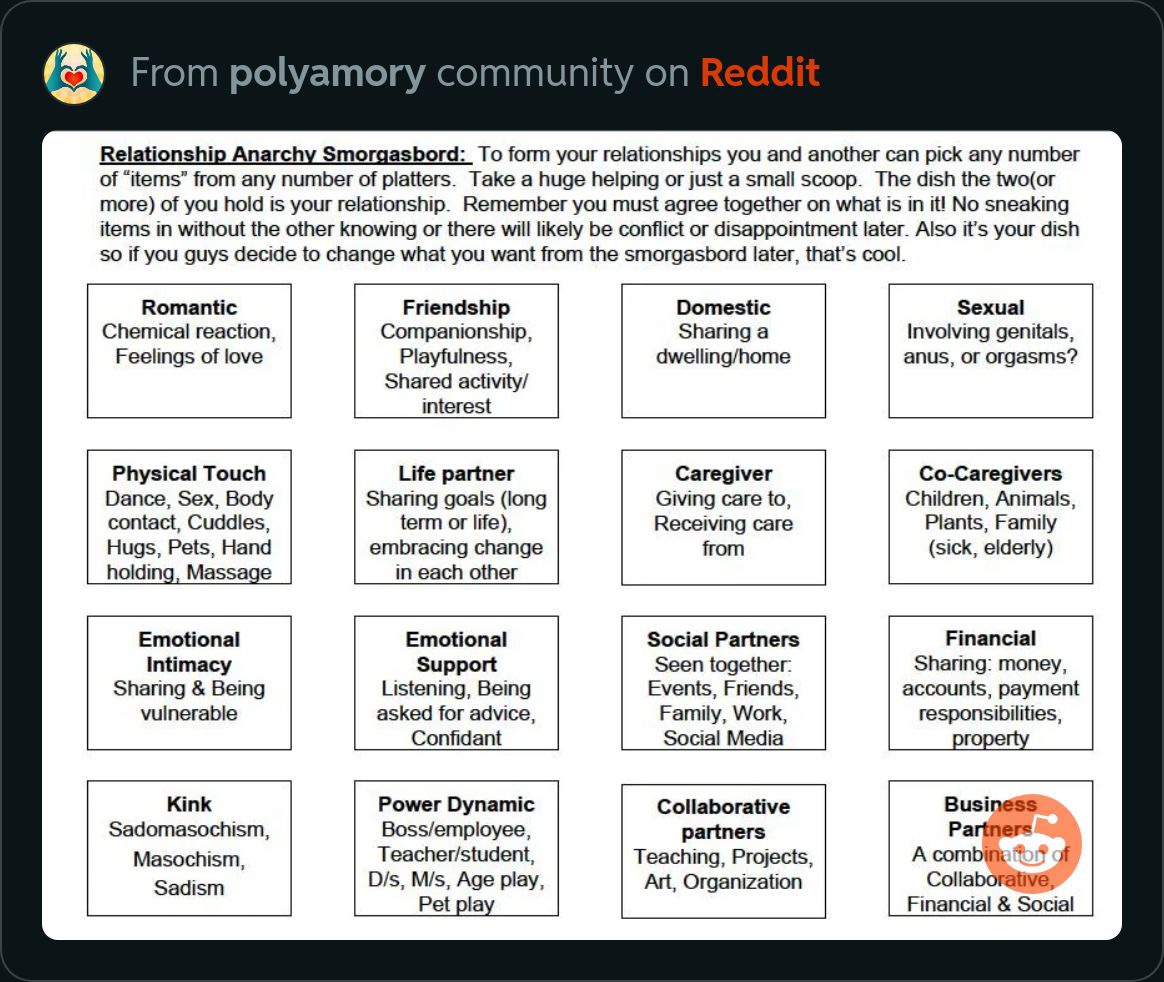 From polyamory community on Reddit
Relationship Anarchy Smorgasbord: To form your relationships you and another can pick any number
of “items” from any number of platters. Take a huge helping or just a small scoop. The dish the two(or
more) of you hold is your relationship. Remember you must agree together on what is in it! No sneaking
items in without the other knowing or there will likely be conflict or disappointment later. Also it’s your dish
so if you guys decide to change what you want from the smorgasbord later, that’s cool.
Romantic
Chemical reaction,
Feelings of love
Friendship
Companionship,
Playfulness,
Shared activity/
interest
Domestic
Sharing a
dwelling/home
Sexual
Involving genitals,
anus, or orgasms?
Physical Touch
Dance, Sex, Body
contact, Cuddles,
Hugs, Pets, Hand
holding, Massage
Life partner
Sharing goals (long
term or life),
embracing change
in each other
Caregiver
Giving care to,
Receiving care
from
Co-Caregivers
Children, Animals,
Plants, Family
(sick, elderly)
Emotional
Intimacy
Sharing & Being
vulnerable
Emotional
Support
Listening, Being
asked for advice,
Confidant
Social Partners
Seen together:
Events, Friends,
Family, Work,
Social Media
Financial
Sharing: money,
accounts, payment
responsibilities,
property
Kink
Sadomasochism,
Masochism,
Sadism
Power Dynamic
Boss/employee,
Teacher/student,
D/s, M/s, Age play,
Pet play
Collaborative
partners
Teaching, Projects,
Art, Organization
Business
Partners
A combination of
Collaborative,
Financial & Social